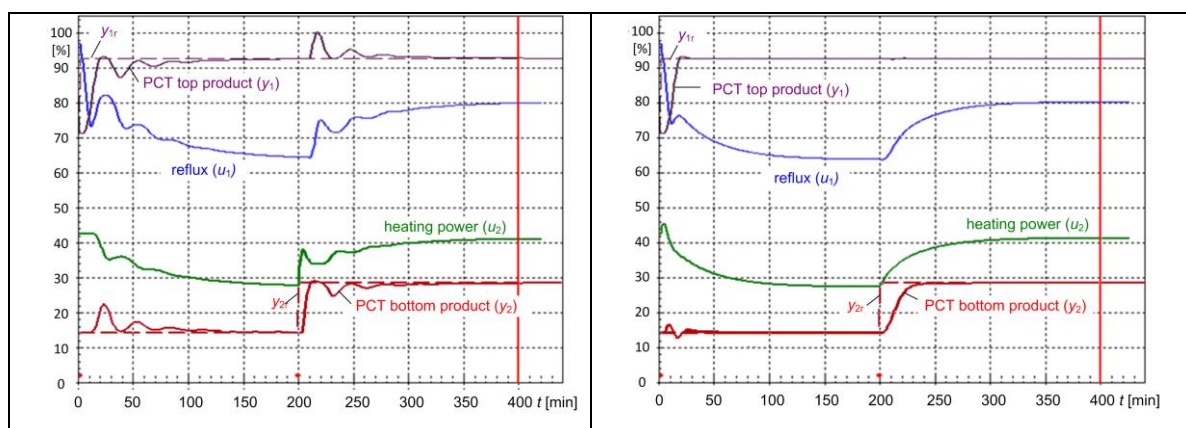 100
[%]
90
80
70
60
50
40
30
20
10
0
y1r
PCT top product (y1)
reflux (u1)
heating power (u2)
y2r
PCT bottom product (y2)
0 50 100 150 200 250 300 350 400 t [min]
100
[%]
90
80
70
60
50
40
30
20
10
0
y1r
PCT top product (y1)
reflux (u1)
heating power (u2)
y2r
PCT bottom product (y2)
0 50 100 150 200 250 300 350 400 t [min]